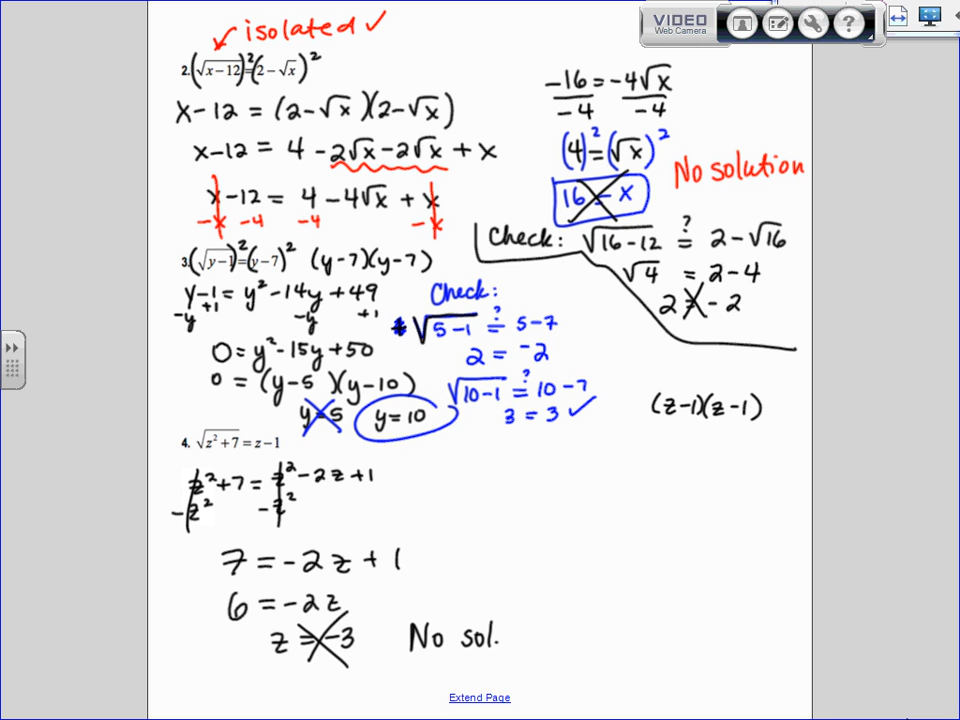 isolated ✓
VIDEO
Web Camera
2. (√x-12)² = (2-√x)²
x-12 = (2-√x)(2-√x)
x-12 = 4 -2√x-2√x + x
x-12 = 4-4√x + x
-x -4 -4 -x
-16 = -4√x
-4 -4
(4)² = (√x)²
16 = x
No solution
Check: √16-12 ?= 2-√16
√4 = 2-4
2 = -2
3. (√y-1)² = (y-7)² (y-7)(y-7)
y-1 = y²-14y+49
-y +1 -y +1
0 = y²-15y+50
0 = (y-5)(y-10)
y=5 y=10
Check:
√5-1 ?= 5-7
2 = -2
√10-1 ?= 10-7
3 = 3 ✓
(z-1)(z-1)
4. √z²+7 = z-1
z²+7 = z²-2z+1
-z² -z²
7 = -2z + 1
6 = -2z
z = -3 No sol.
Extend Page